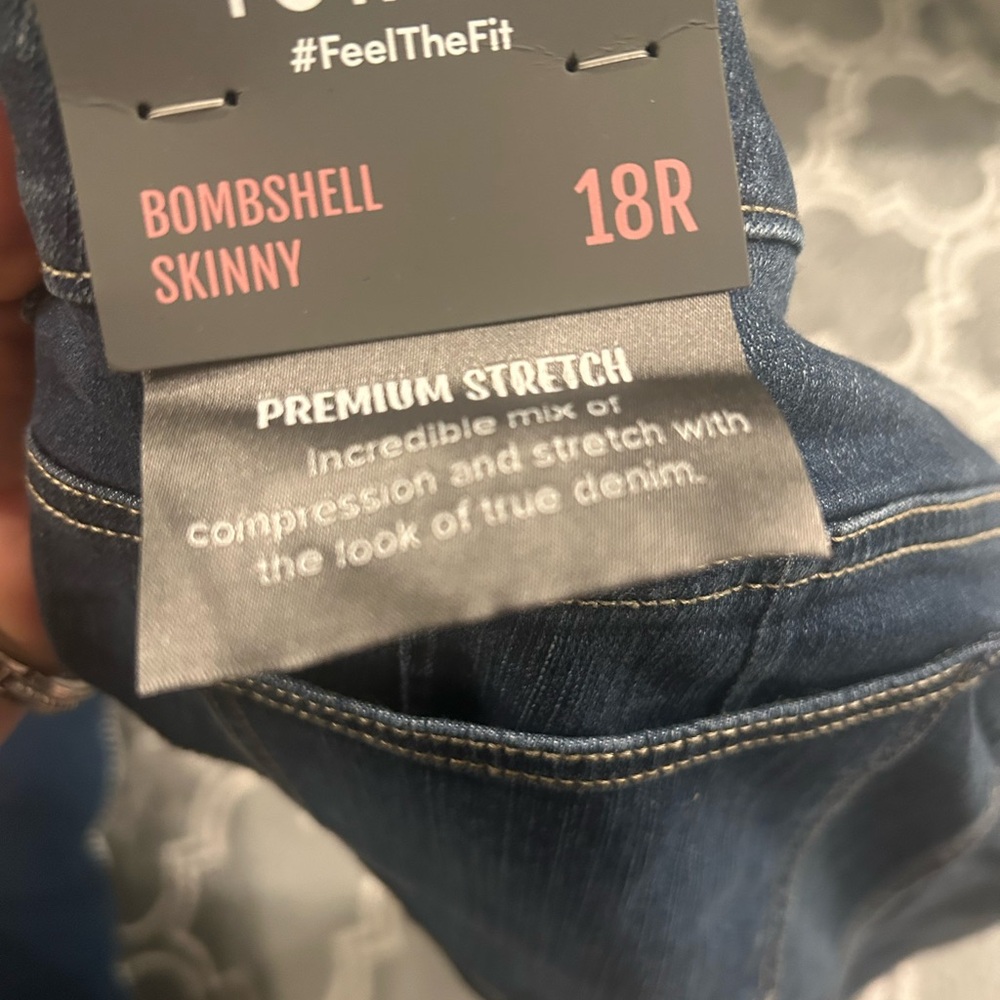 #FeelTheFit
BOMBSHELL
SKINNY
18R
PREMIUM STRETCH
Incredible mix of
compression and stretch with
the look of true denim.